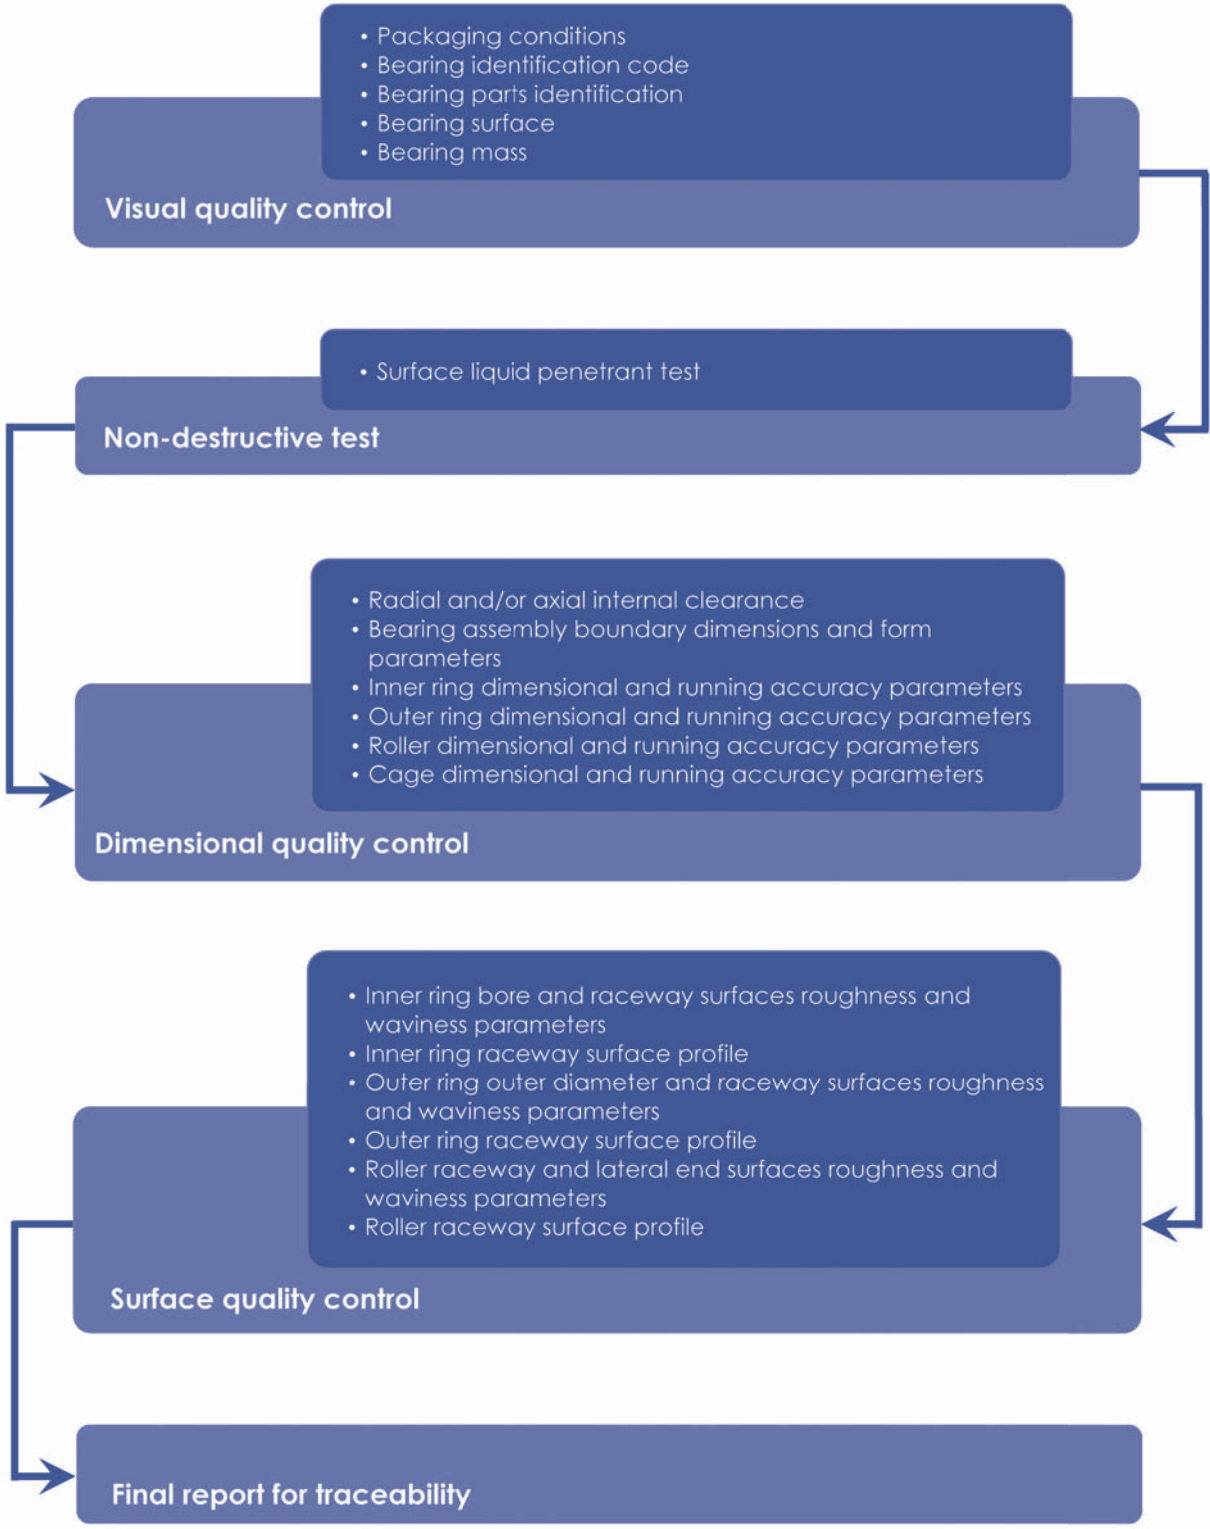 • Packaging conditions
• Bearing identification code
• Bearing parts identification
• Bearing surface
• Bearing mass
Visual quality control
• Surface liquid penetrant test
Non-destructive test
• Radial and/or axial internal clearance
• Bearing assembly boundary dimensions and form
parameters
• Inner ring dimensional and running accuracy parameters
• Outer ring dimensional and running accuracy parameters
• Roller dimensional and running accuracy parameters
• Cage dimensional and running accuracy parameters
Dimensional quality control
• Inner ring bore and raceway surfaces roughness and
waviness parameters
• Inner ring raceway surface profile
• Outer ring outer diameter and raceway surfaces roughness
and waviness parameters
• Outer ring raceway surface profile
• Roller raceway and lateral end surfaces roughness and
waviness parameters
• Roller raceway surface profile
Surface quality control
Final report for traceability